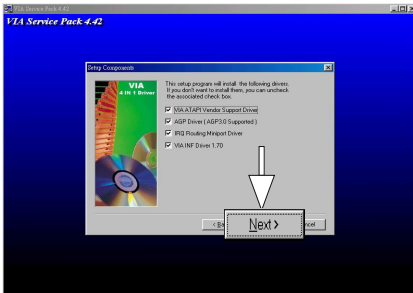 VIA Service Pack 4.42
VIA Service Pack 4.42
Setup Components
VIA
4 IN 1 Driver
This setup program will install the following drivers.
If you don't want to install them, you can uncheck
the associated check box.
VIA ATAPI Vendor Support Driver
AGP Driver ( AGP3.0 Supported )
IRQ Routing Miniport Driver
VIA INF Driver 1.70
< Ba
Next >
ncel